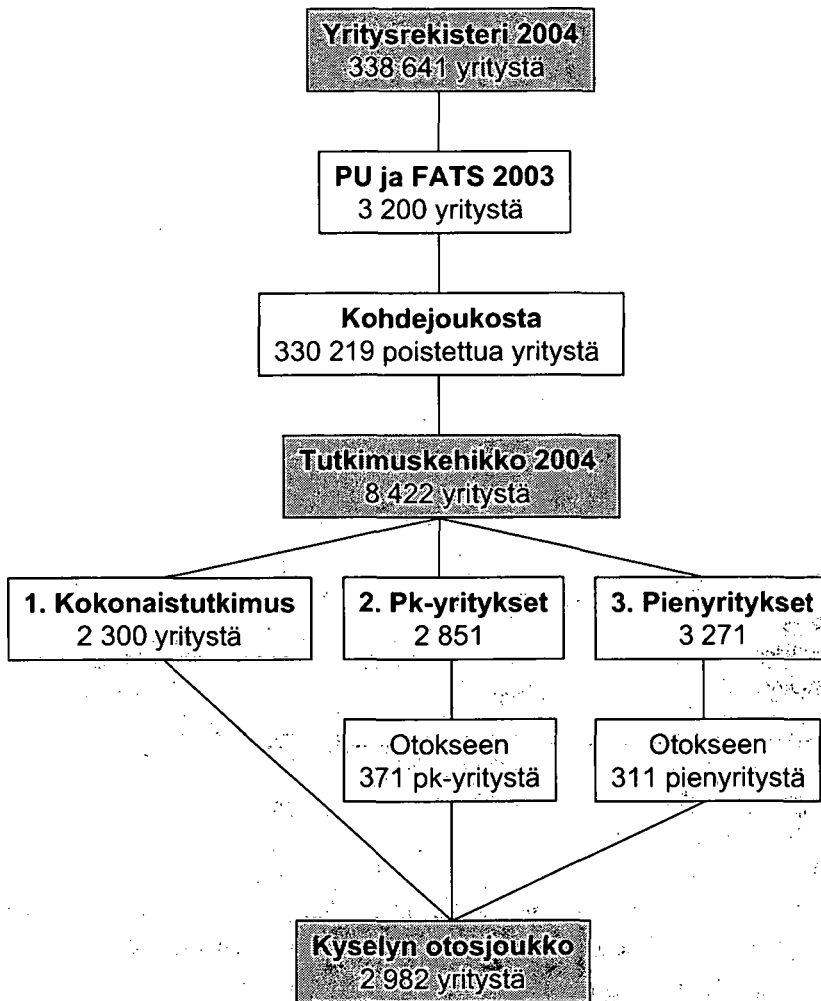 Yritysrekisteri 2004
338 641 yritystä
PU ja FATS 2003
3 200 yritystä
Kohdejoukosta
330 219 poistettua yritystä
Tutkimuskehikko 2004
8 422 yritystä
1. Kokonaistutkimus
2 300 yritystä
2. Pk-yritykset
2 851
3. Pienyritykset
3 271
Otokseen
371 pk-yritystä
Otokseen
311 pienyritystä
Kyselyn otosjoukko
2 982 yritystä